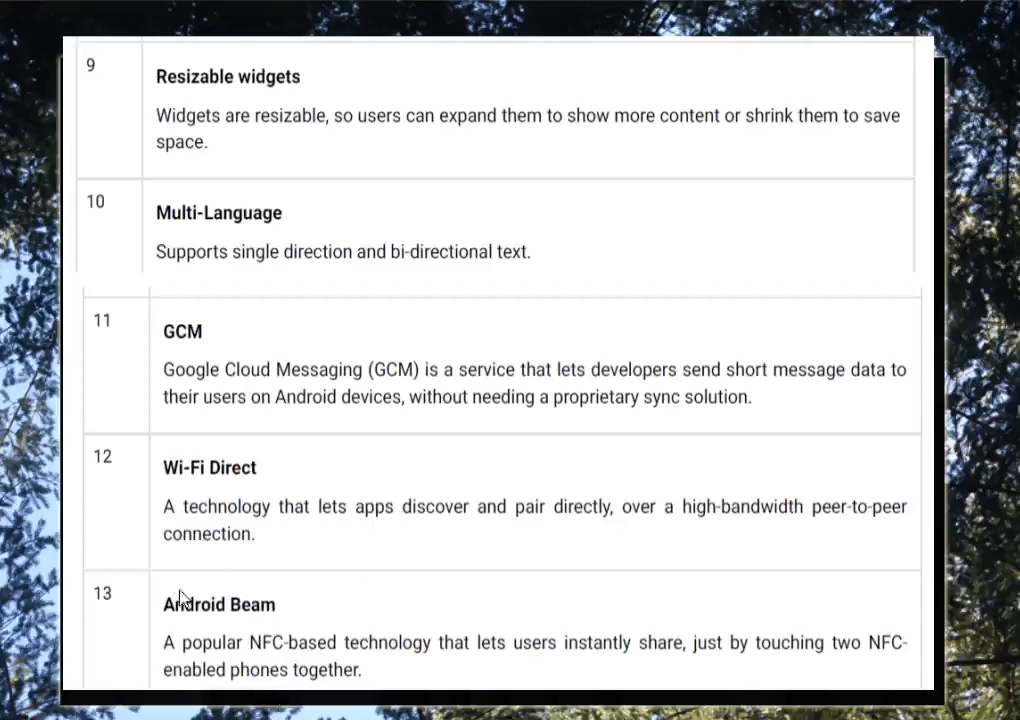 9
Resizable widgets
Widgets are resizable, so users can expand them to show more content or shrink them to save
space.
10
Multi-Language
Supports single direction and bi-directional text.
11
GCM
Google Cloud Messaging (GCM) is a service that lets developers send short message data to
their users on Android devices, without needing a proprietary sync solution.
12
Wi-Fi Direct
A technology that lets apps discover and pair directly, over a high-bandwidth peer-to-peer
connection.
13
Android Beam
A popular NFC-based technology that lets users instantly share, just by touching two NFC-
enabled phones together.